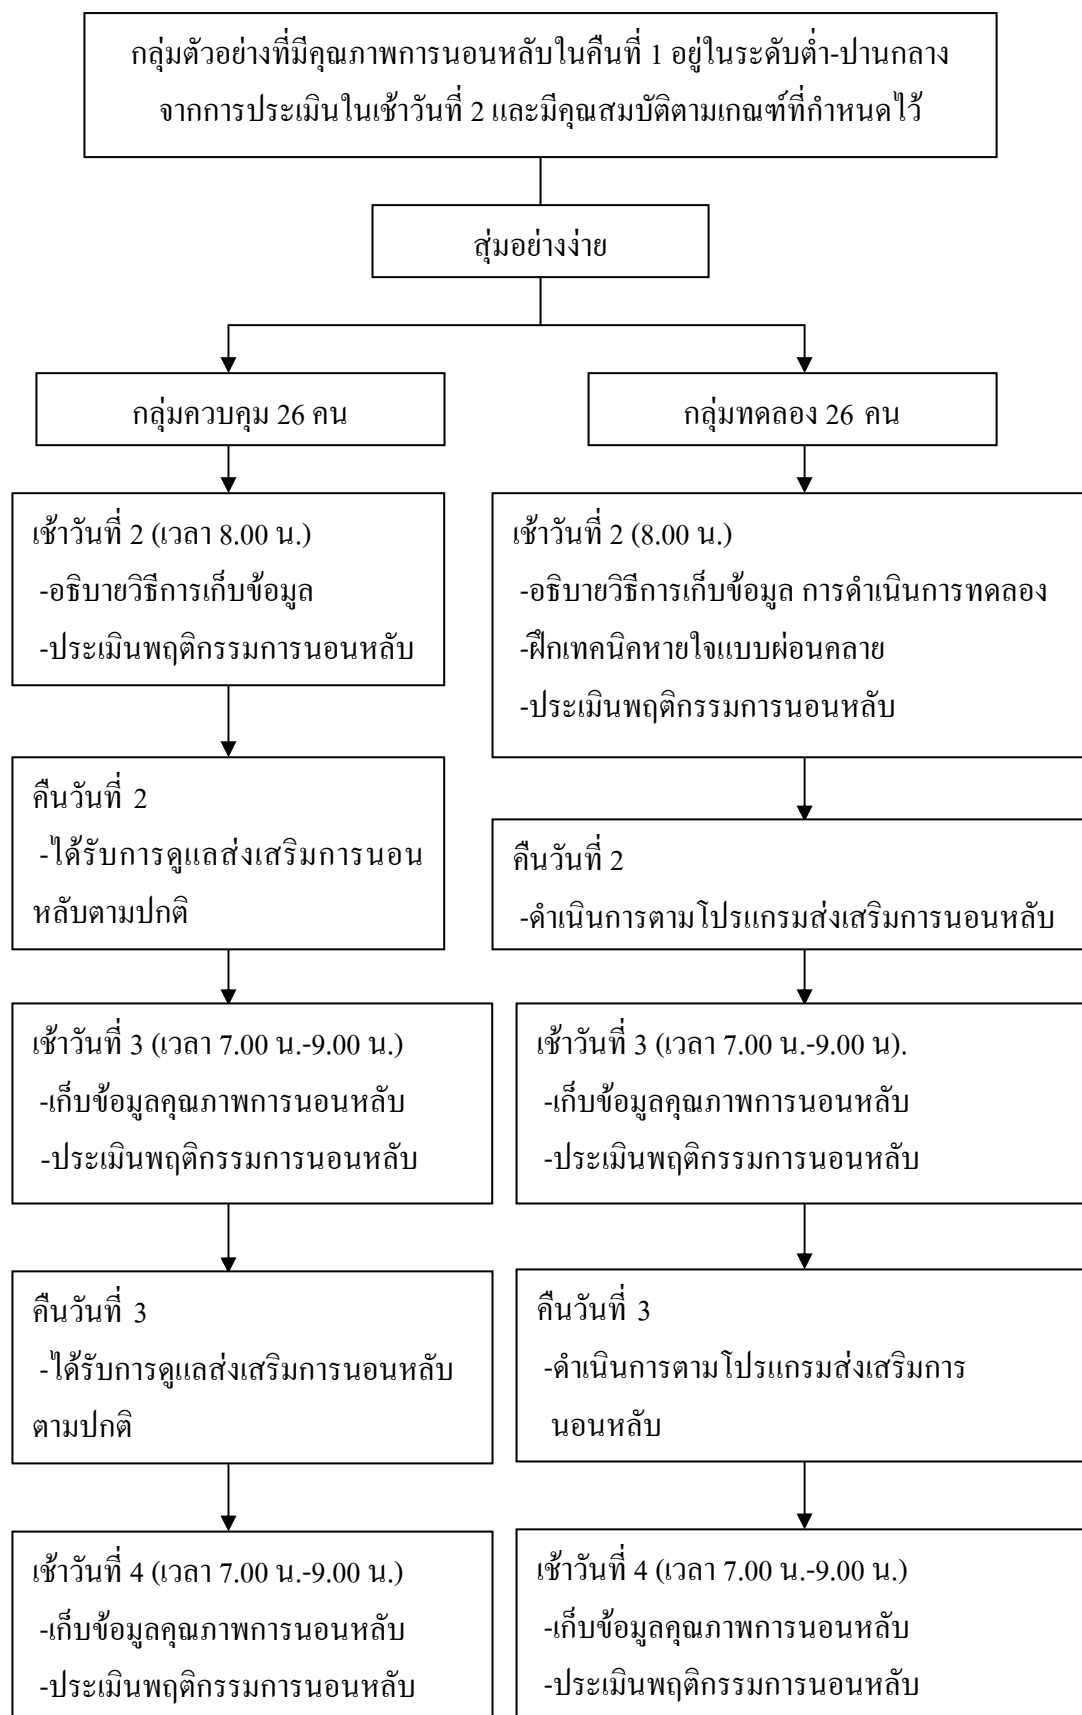 กลุ่มตัวอย่างที่มีคุณภาพการนอนหลับในคืนที่ 1 อยู่ในระดับต่ำ-ปานกลาง
จากการประเมินในเช้าวันที่ 2 และมีคุณสมบัติตามเกณฑ์ที่กำหนดไว้
สุ่มอย่างง่าย
กลุ่มควบคุม 26 คน
เช้าวันที่ 2 (เวลา 8.00 น.)
-อธิบายวิธีการเก็บข้อมูล
-ประเมินพฤติกรรมการนอนหลับ
คืนวันที่ 2
-ได้รับการดูแลส่งเสริมการนอน
หลับตามปกติ
เช้าวันที่ 3 (เวลา 7.00 น.-9.00 น.)
-เก็บข้อมูลคุณภาพการนอนหลับ
-ประเมินพฤติกรรมการนอนหลับ
คืนวันที่ 3
-ได้รับการดูแลส่งเสริมการนอนหลับ
ตามปกติ
เช้าวันที่ 4 (เวลา 7.00 น.-9.00 น.)
-เก็บข้อมูลคุณภาพการนอนหลับ
-ประเมินพฤติกรรมการนอนหลับ
กลุ่มทดลอง 26 คน
เช้าวันที่ 2 (8.00 น.)
-อธิบายวิธีการเก็บข้อมูล การดำเนินการทดลอง
-ฝึกเทคนิคหายใจแบบผ่อนคลาย
-ประเมินพฤติกรรมการนอนหลับ
คืนวันที่ 2
-ดำเนินการตามโปรแกรมส่งเสริมการนอนหลับ
เช้าวันที่ 3 (เวลา 7.00 น.-9.00 น).
-เก็บข้อมูลคุณภาพการนอนหลับ
-ประเมินพฤติกรรมการนอนหลับ
คืนวันที่ 3
-ดำเนินการตามโปรแกรมส่งเสริมการ
นอนหลับ
เช้าวันที่ 4 (เวลา 7.00 น.-9.00 น.)
-เก็บข้อมูลคุณภาพการนอนหลับ
-ประเมินพฤติกรรมการนอนหลับ